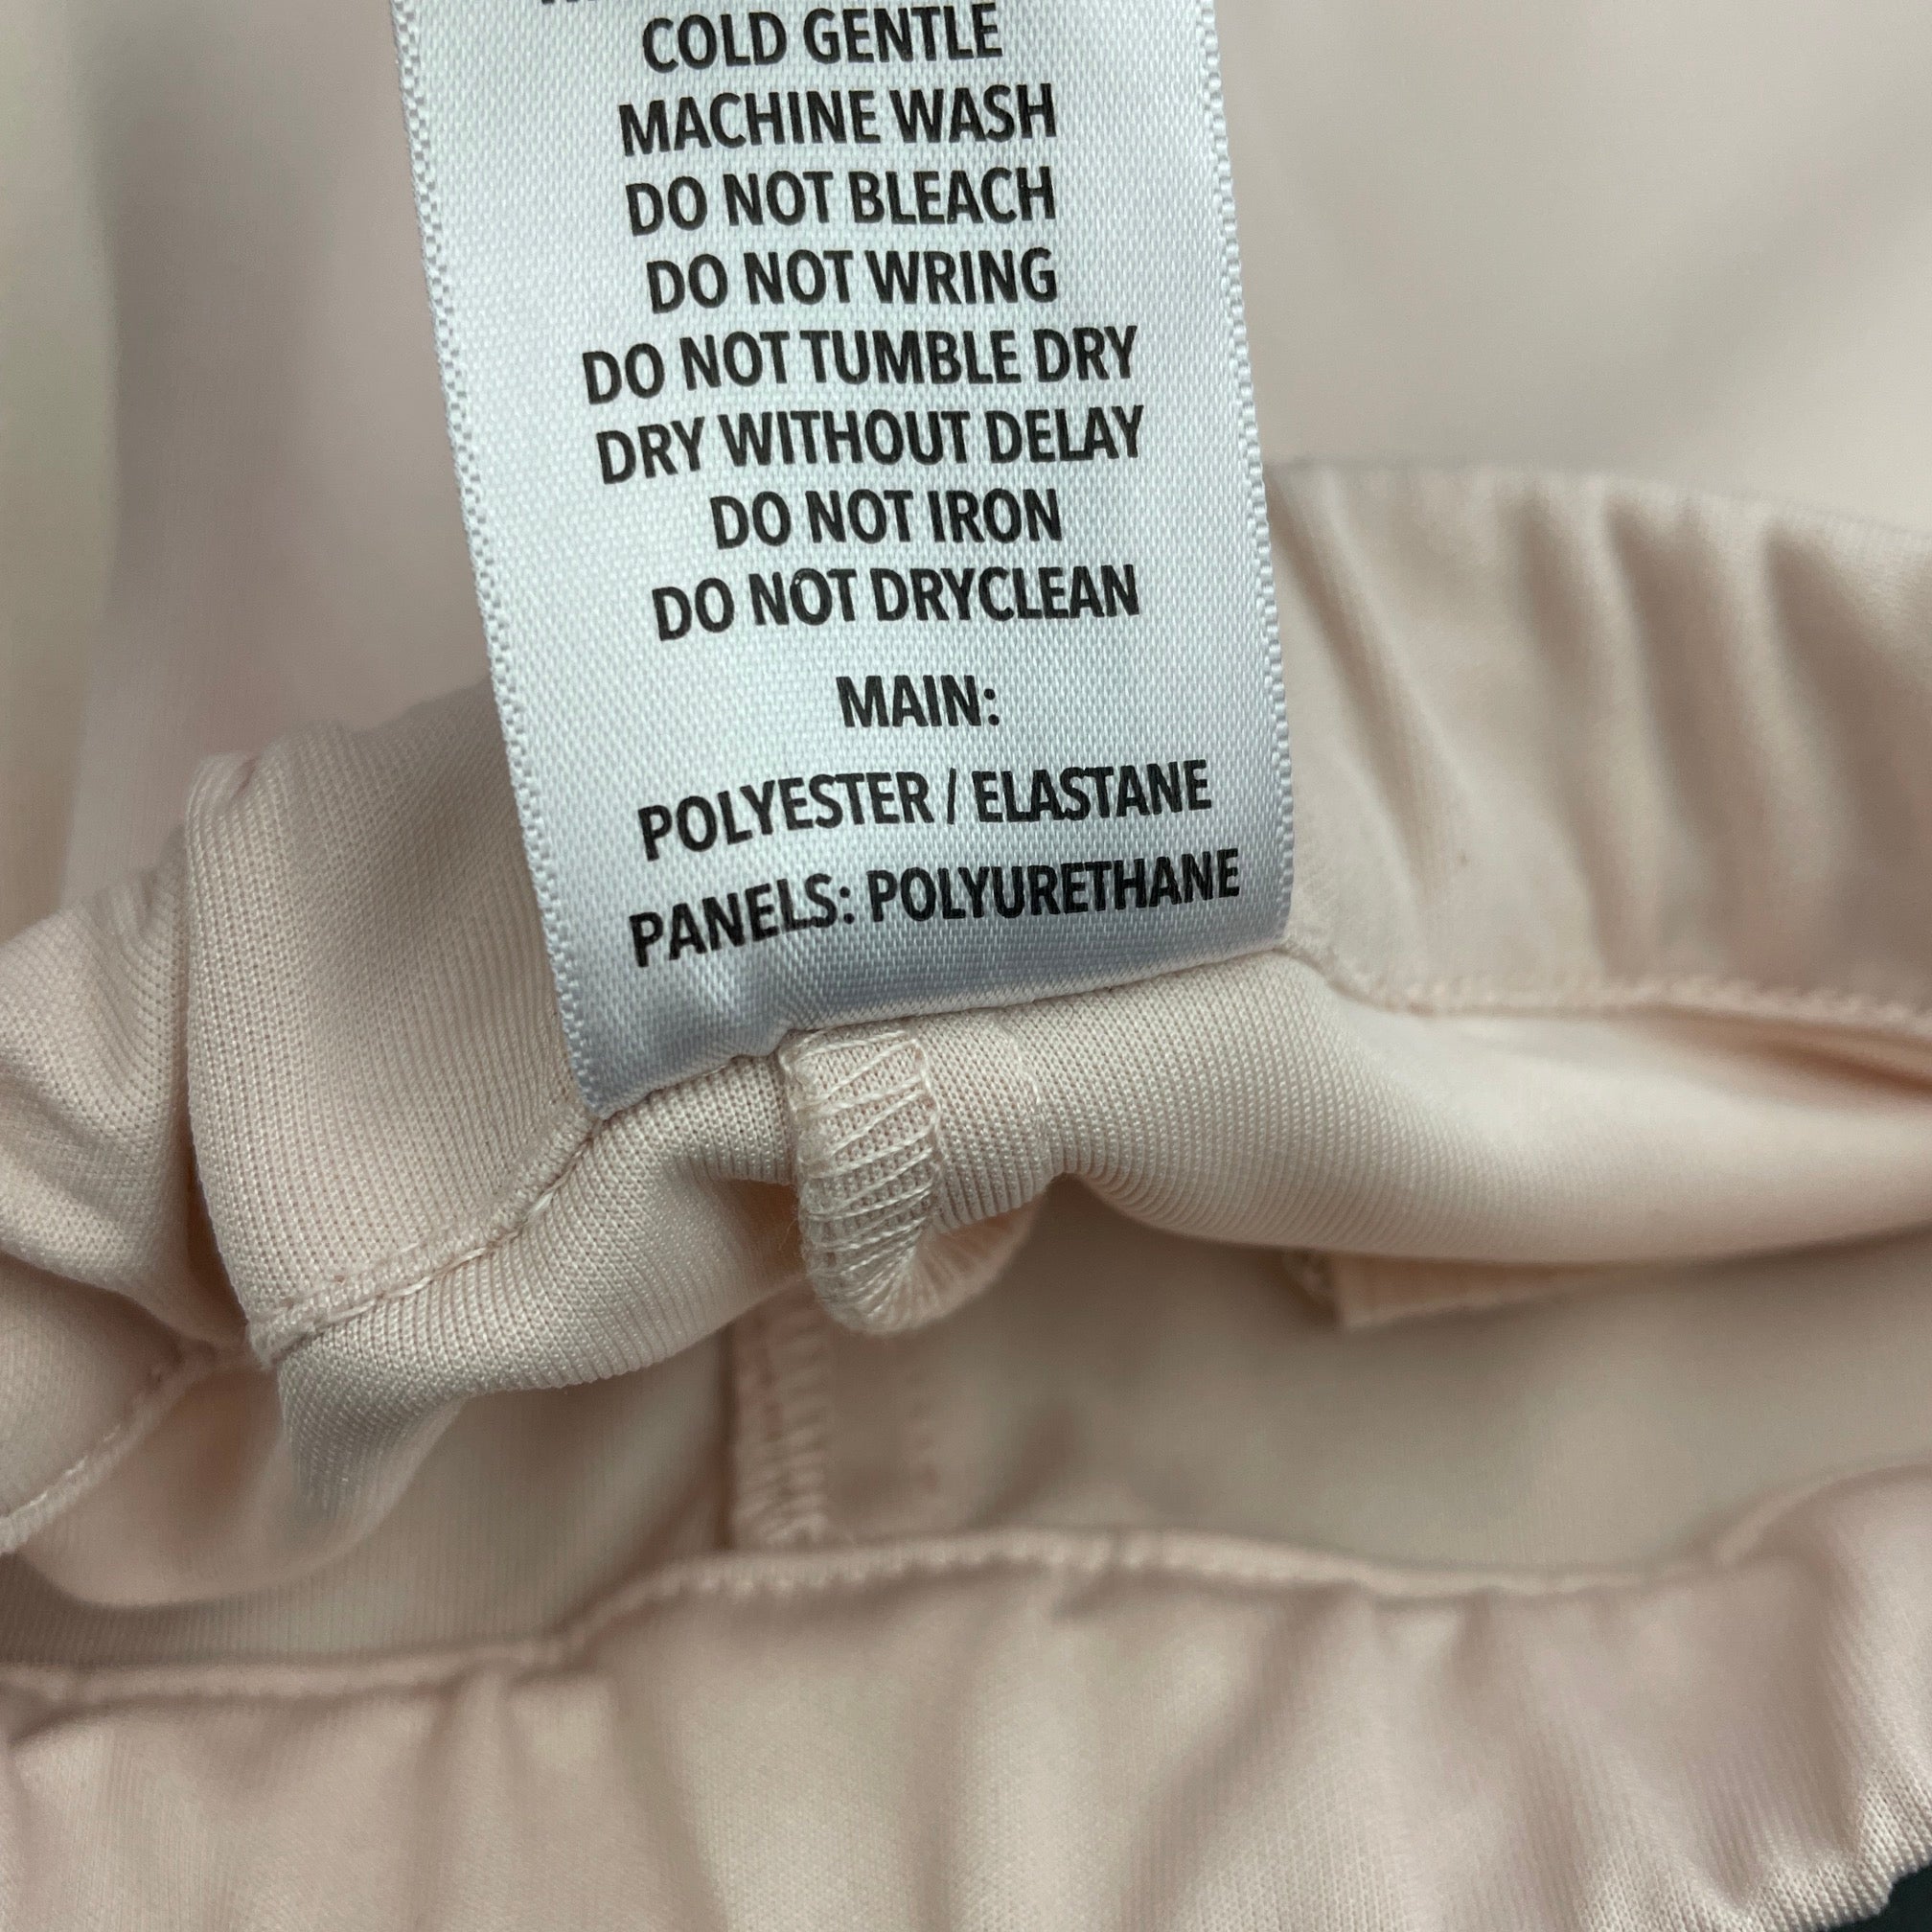 COLD GENTLE
MACHINE WASH
DO NOT BLEACH
DO NOT WRING
DO NOT TUMBLE DRY
DRY WITHOUT DELAY
DO NOT IRON
DO NOT DRYCLEAN
MAIN:
POLYESTER / ELASTANE
PANELS: POLYURETHANE